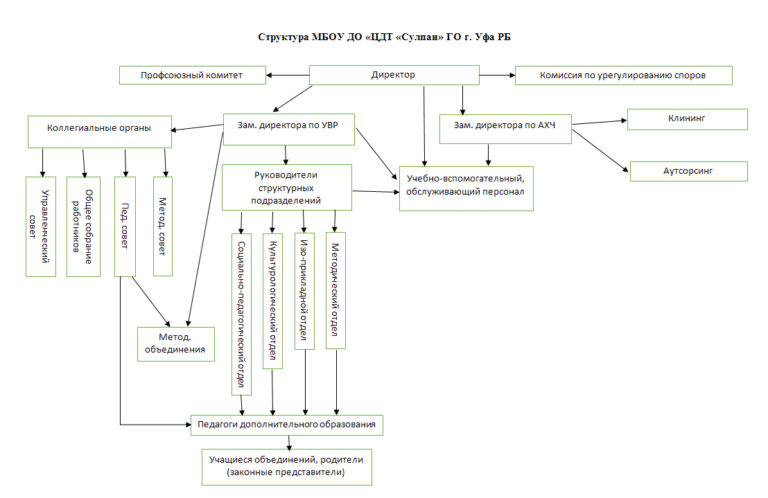 Структура МБОУ ДО «ЦДТ «Сулпан» ГО г. Уфа РБ
Профсоюзный комитет
Директор
Комиссия по урегулированию споров
Коллегиальные органы
Зам. директора по УВР
Зам. директора по АХЧ
Клининг
Аутсорсинг
Руководители
структурных
подразделений
Учебно-вспомогательный,
обслуживающий персонал
Управленческий
совет
Общее собрание
работников
Пед. совет
Метод. совет
Социально-педагогический отдел
Культурологический отдел
Изо-прикладной отдел
Методический отдел
Метод.
объединения
Педагоги дополнительного образования
Учащиеся объединений, родители
(законные представители)